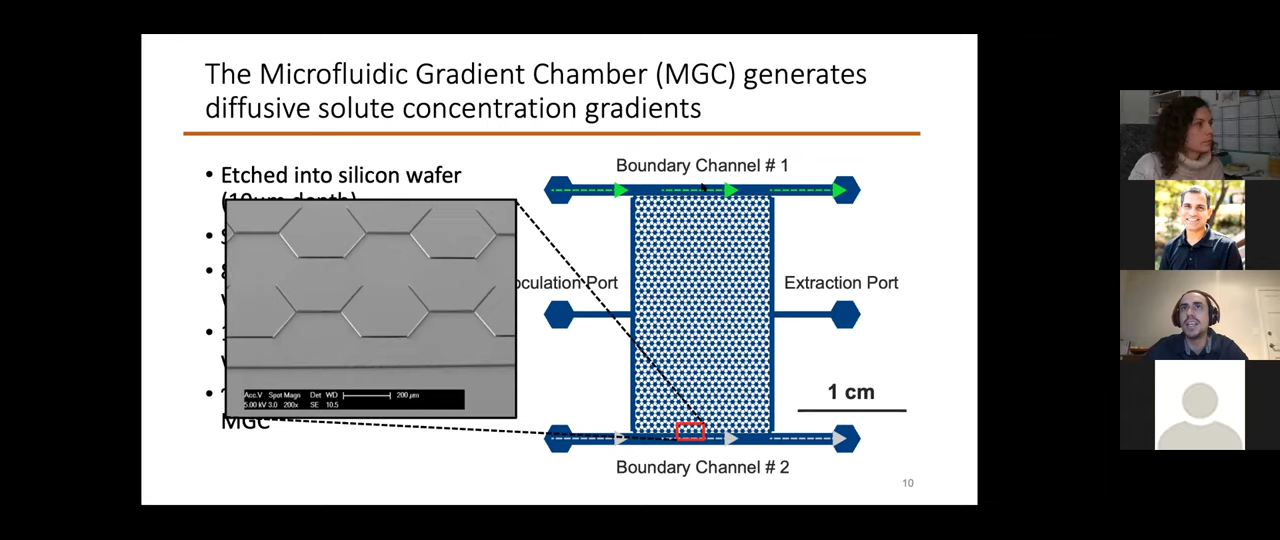 The Microfluidic Gradient Chamber (MGC) generates
diffusive solute concentration gradients
• Etched into silicon wafer
(10µm depth)
MGC
Acc.V Spot Magn Det WD 200 µm
5.00 kV 3.0 200x SE 10.5
Boundary Channel # 1
oculation Port
Extraction Port
1 cm
Boundary Channel # 2
10